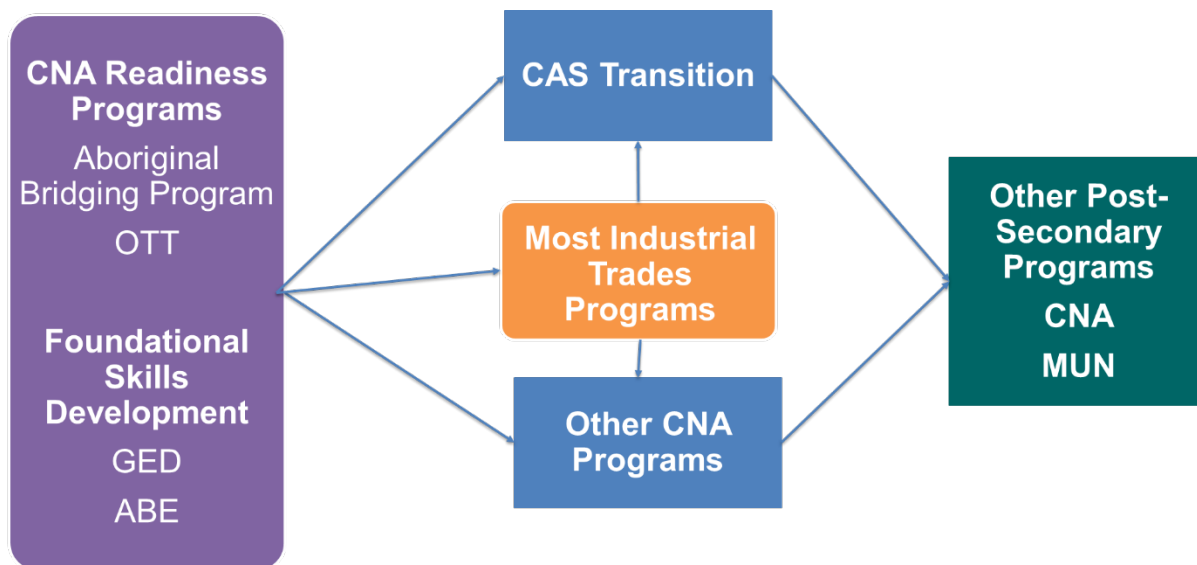 CNA Readiness
Programs
Aboriginal
Bridging Program
OTT
Foundational
Skills
Development
GED
ABE
CAS Transition
Most Industrial
Trades
Programs
Other CNA
Programs
Other Post-
Secondary
Programs
CNA
MUN